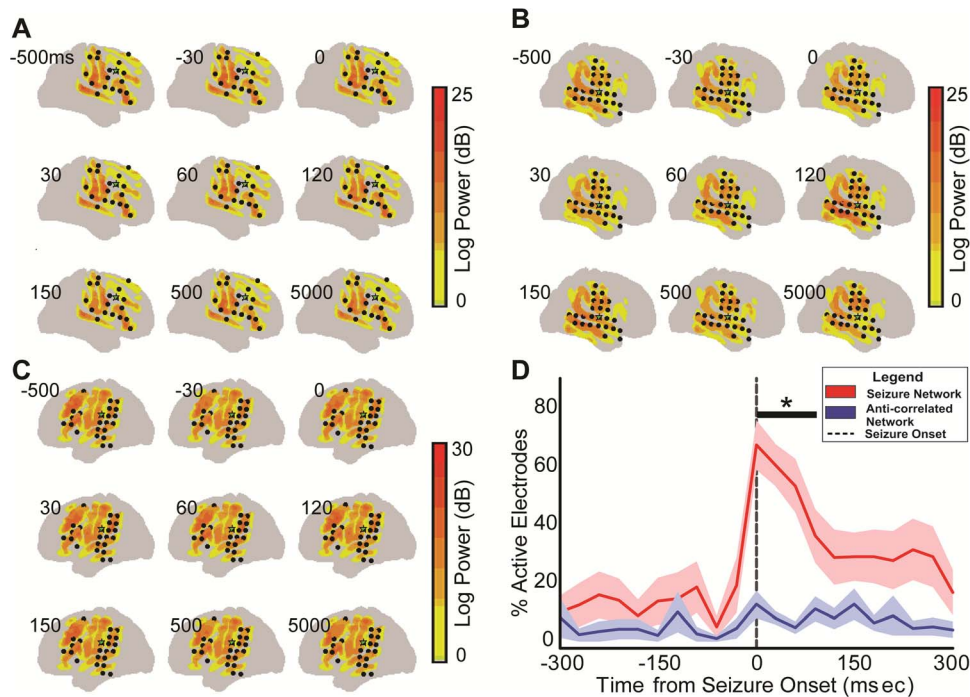 A
-500ms
-30
0
30
60
120
150
500
5000
25
Log Power (dB)
0
B
-500
-30
0
30
60
120
150
500
5000
25
Log Power (dB)
0
C
-500
-30
0
30
60
120
150
500
5000
30
Log Power (dB)
0
D
Legend
Seizure Network
Anti-correlated
Network
Seizure Onset
*
80
60
40
20
0
% Active Electrodes
-300
-150
0
150
300
Time from Seizure Onset (msec)